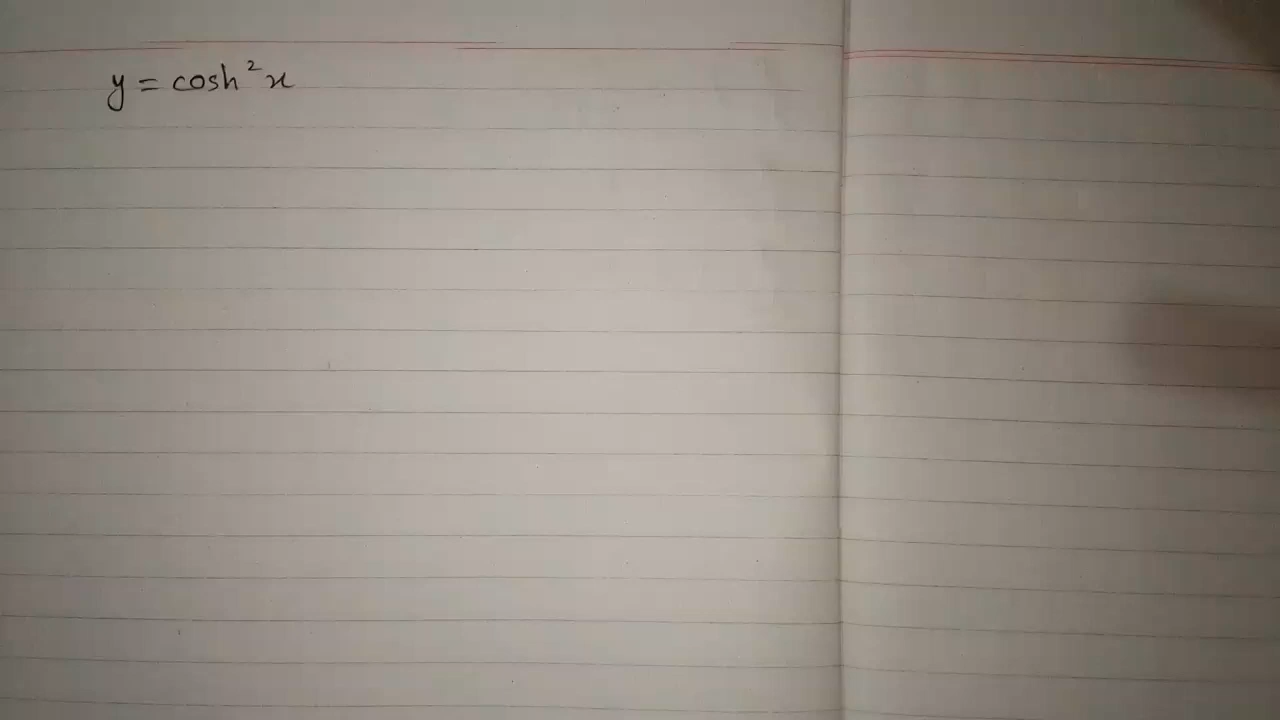 y = cosh²x